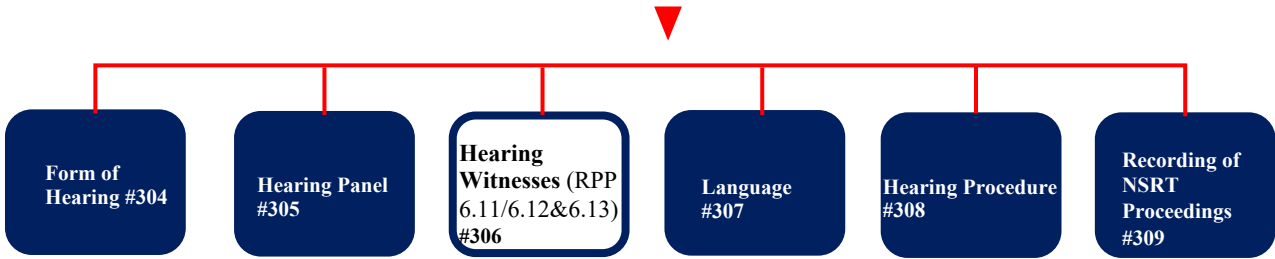 Form of
Hearing #304
Hearing Panel
#305
Hearing
Witnesses (RPP
6.11/6.12&6.13)
#306
Language
#307
Hearing Procedure
#308
Recording of
NSRT
Proceedings
#309